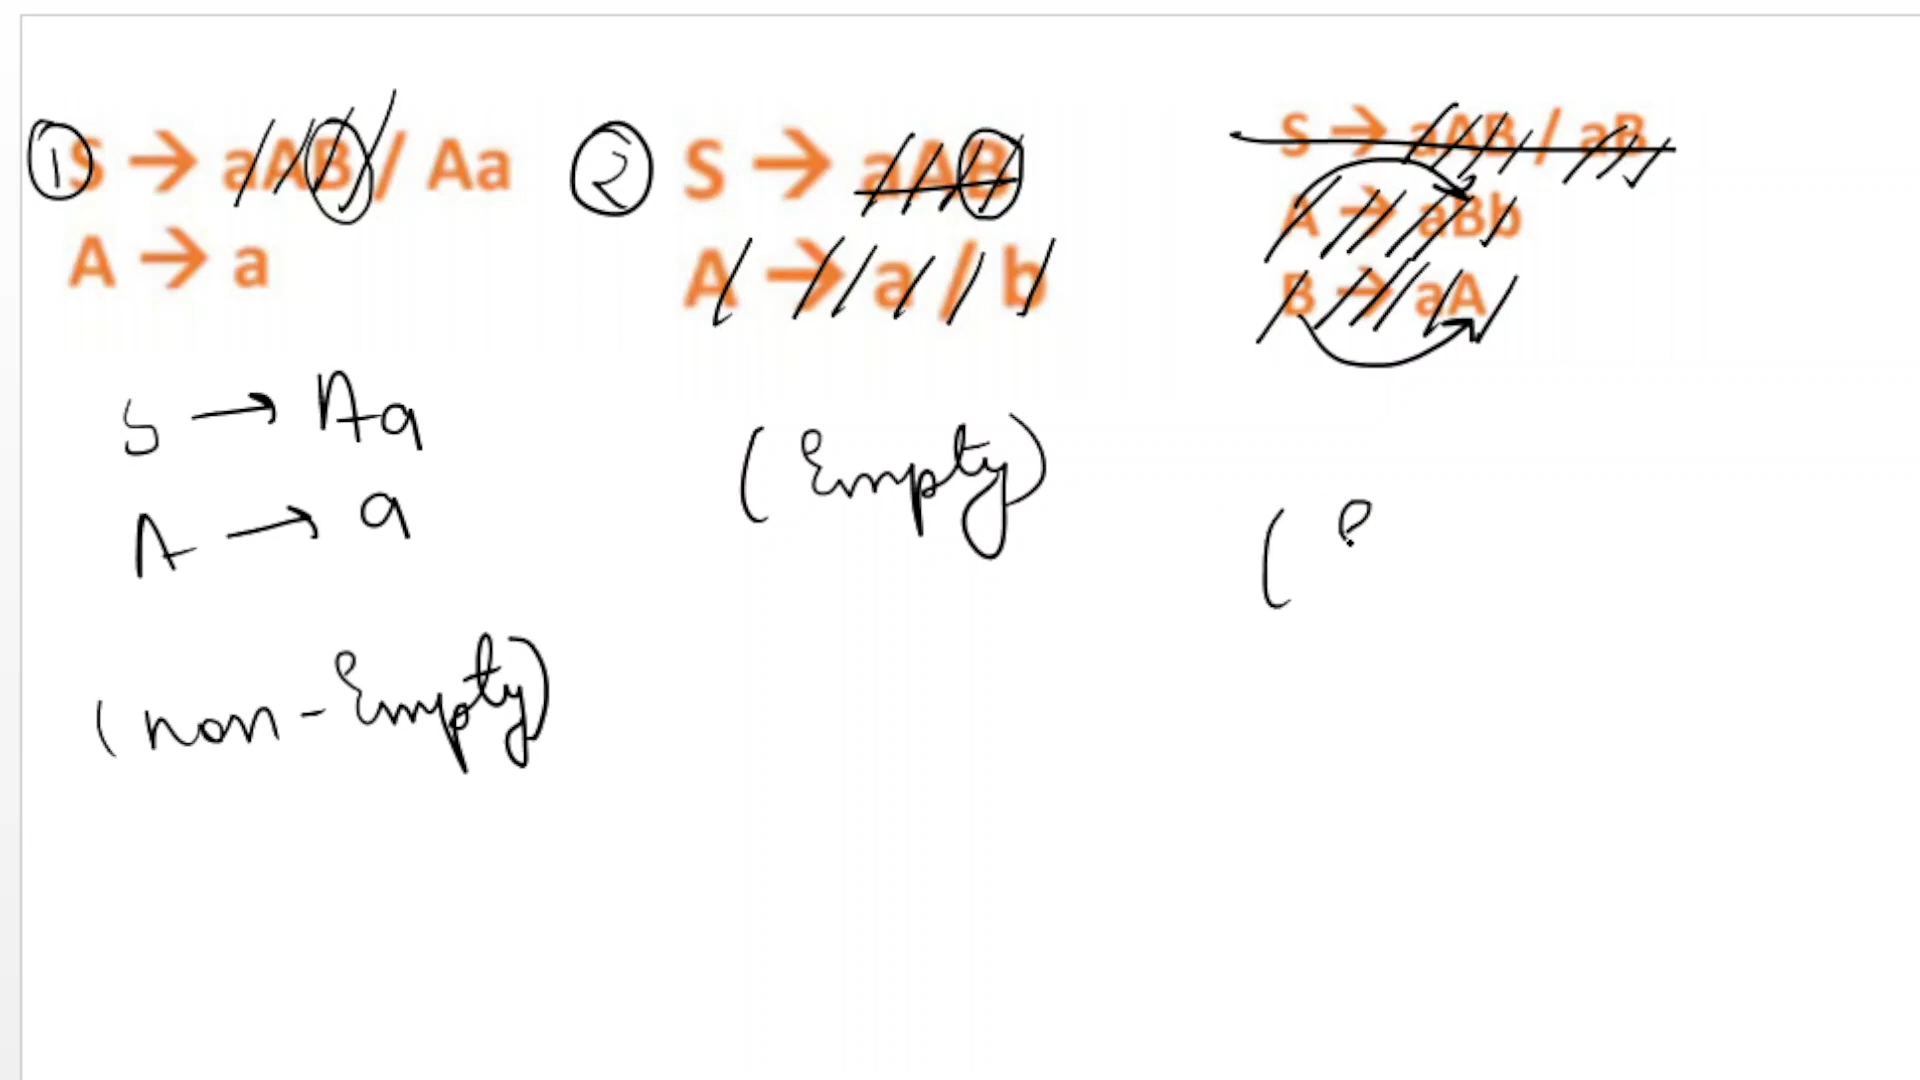 ① S → aAB / Aa
A → a
S → Aa
A → a
(non-Empty)
② S → aAB
A → a / b
(Empty)
S → aAB / aB
A → aBb
B → aA
(